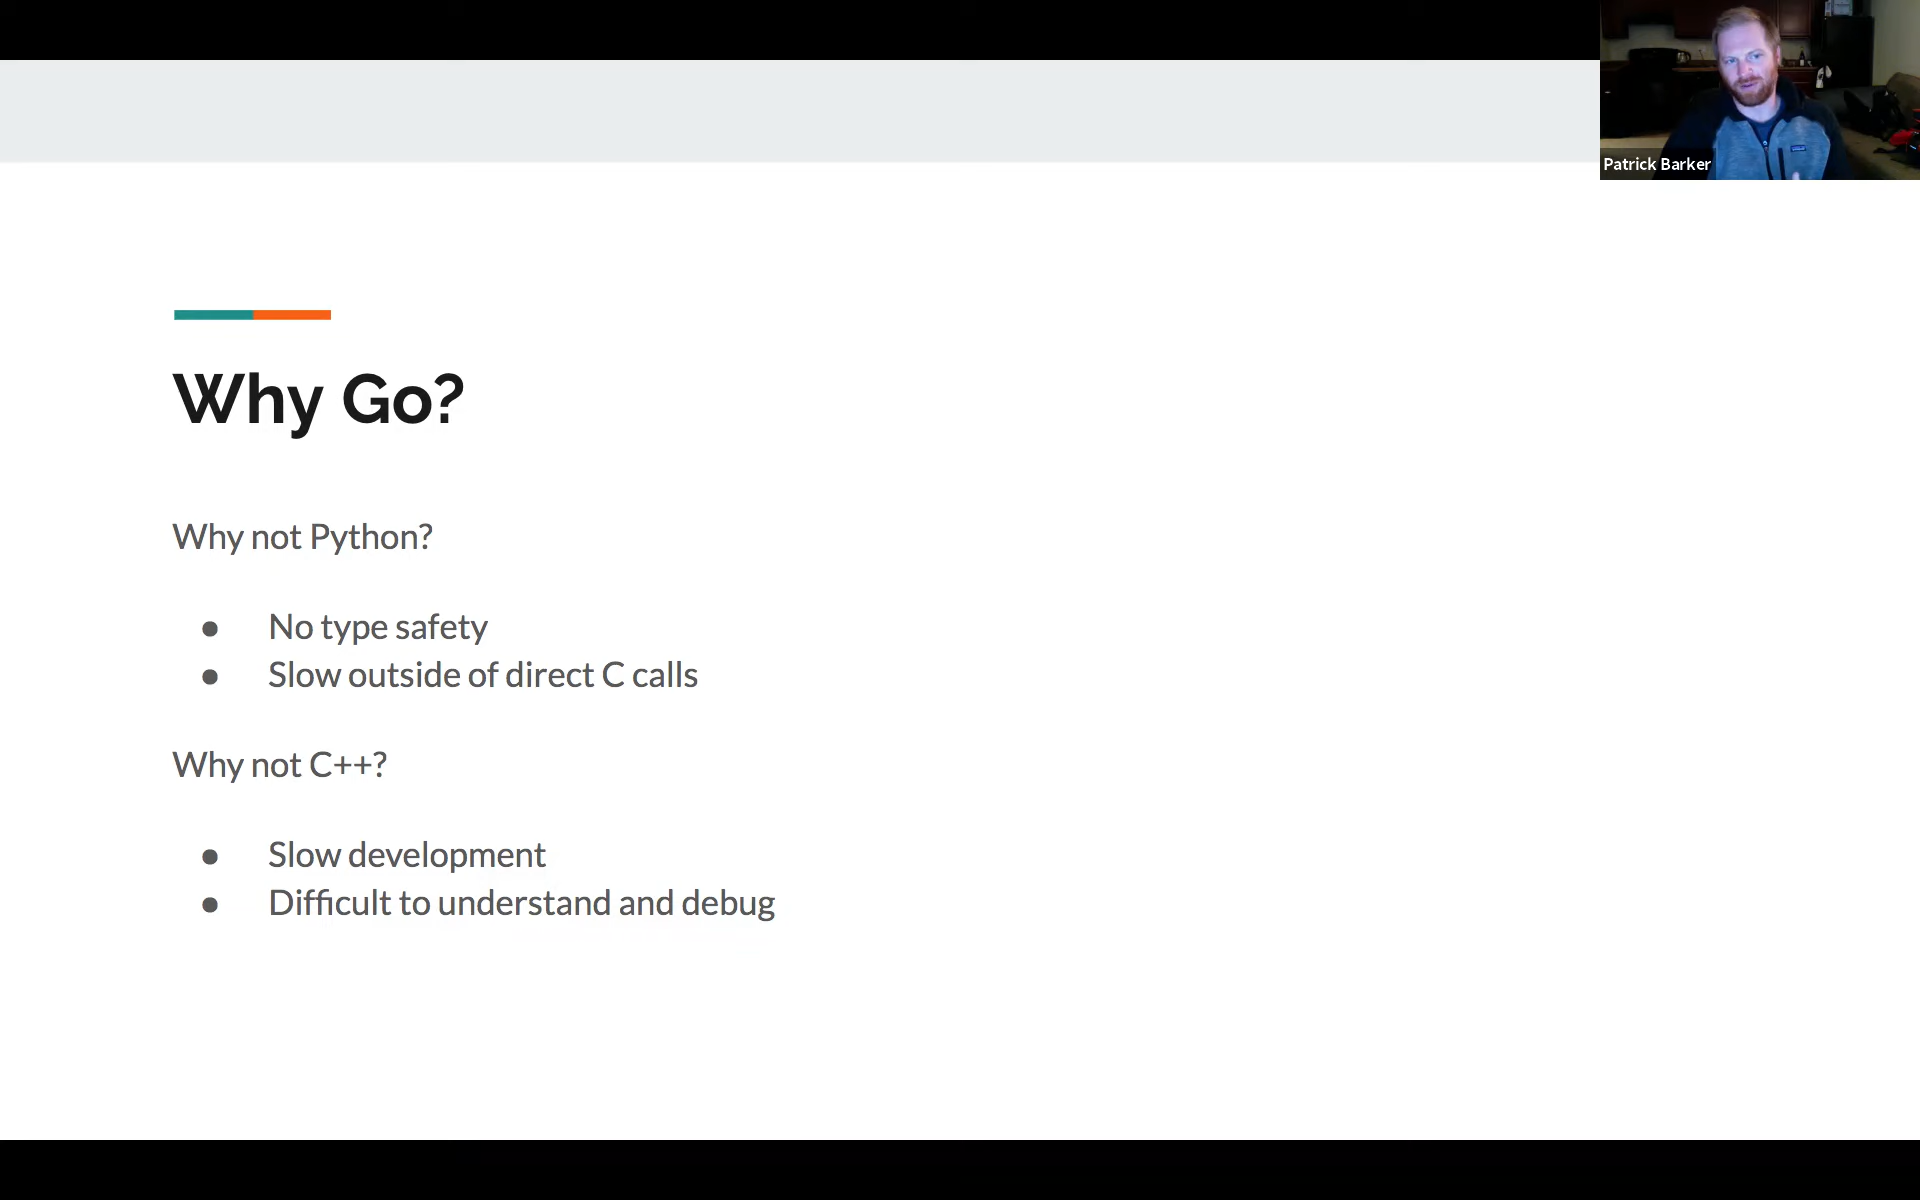 Patrick Barker
Why Go?
Why not Python?
● No type safety
● Slow outside of direct C calls
Why not C++?
● Slow development
● Difficult to understand and debug